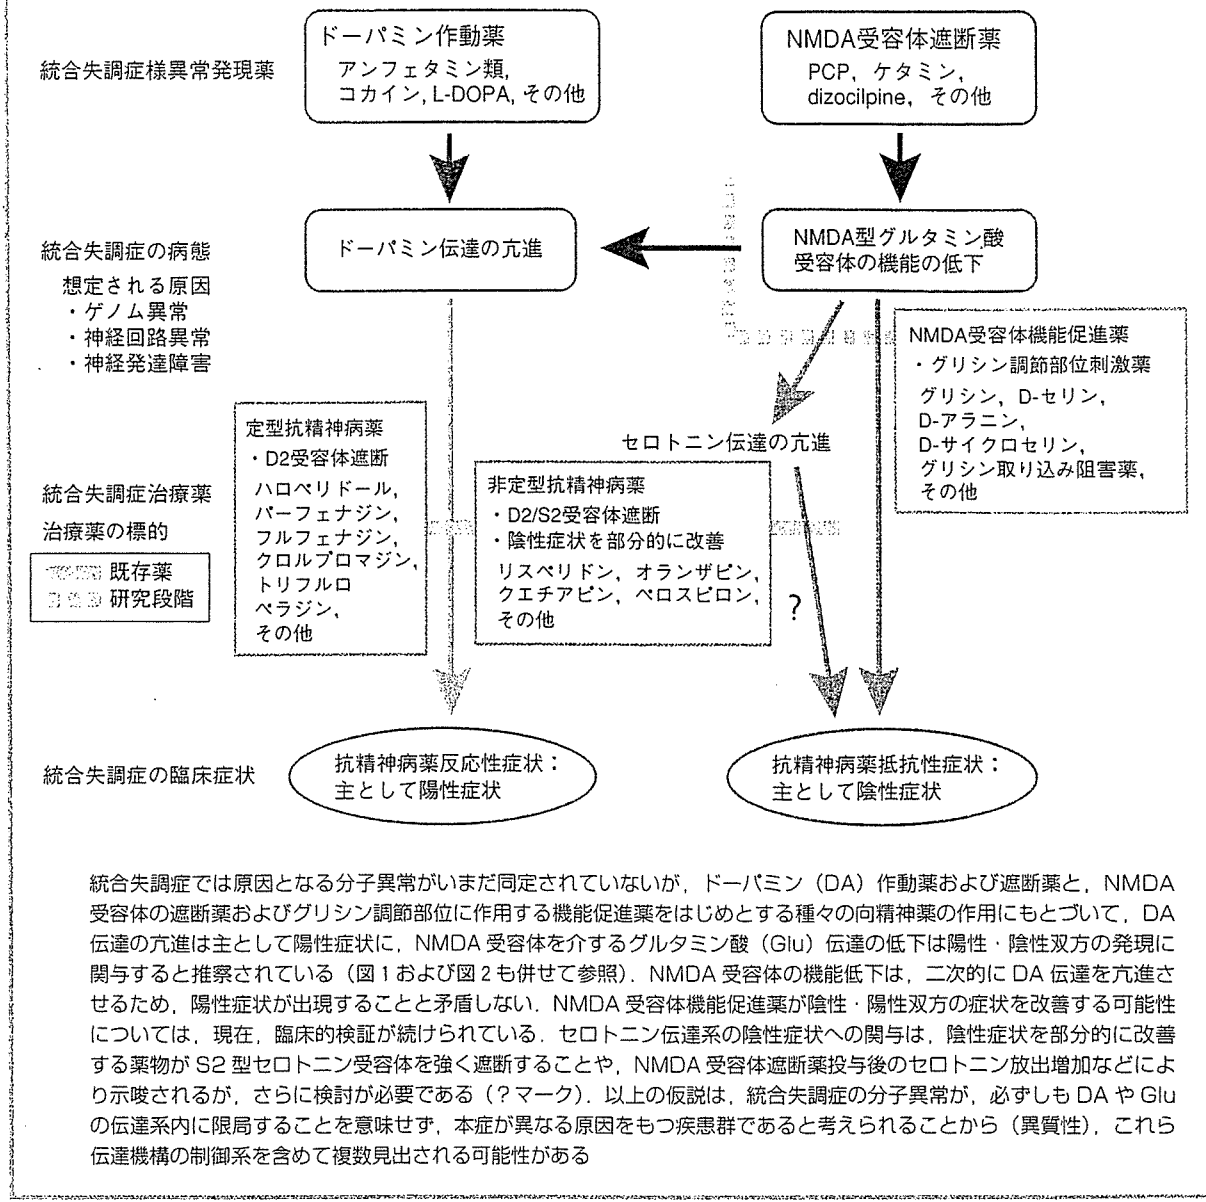 ドーパミン作動薬
アンフェタミン類,
コカイン, L-DOPA, その他
NMDA受容体遮断薬
PCP, ケタミン,
dizocilpine, その他
統合失調症様異常発現薬
ドーパミン伝達の亢進
NMDA型グルタミン酸
受容体の機能の低下
統合失調症の病態
想定される原因
・ゲノム異常
・神経回路異常
・神経発達障害
NMDA受容体機能促進薬
・グリシン調節部位刺激薬
グリシン, D-セリン,
D-アラニン,
D-サイクロセリン,
グリシン取り込み阻害薬,
その他
セロトニン伝達の亢進
定型抗精神病薬
・D2受容体遮断
ハロペリドール,
パーフェナジン,
フルフェナジン,
クロルプロマジン,
トリフルロ
ペラジン,
その他
非定型抗精神病薬
・D2/S2受容体遮断
・陰性症状を部分的に改善
リスペリドン, オランザピン,
クエチアピン, ペロスピロン,
その他
?
統合失調症治療薬
治療薬の標的
既存薬
研究段階
統合失調症の臨床症状
抗精神病薬反応性症状：
主として陽性症状
抗精神病薬抵抗性症状：
主として陰性症状
統合失調症では原因となる分子異常がいまだ同定されていないが，ドーパミン（DA）作動薬および遮断薬と，NMDA
受容体の遮断薬およびグリシン調節部位に作用する機能促進薬をはじめとする種々の向精神薬の作用にもとづいて，DA
伝達の亢進は主として陽性症状に，NMDA 受容体を介するグルタミン酸（Glu）伝達の低下は陽性・陰性双方の発現に
関与すると推察されている（図1および図2も併せて参照）．NMDA 受容体の機能低下は，二次的に DA 伝達を亢進さ
せるため，陽性症状が出現することと矛盾しない．NMDA 受容体機能促進薬が陰性・陽性双方の症状を改善する可能性
については，現在，臨床的検証が続けられている．セロトニン伝達系の陰性症状への関与は，陰性症状を部分的に改善
する薬物が S2 型セロトニン受容体を強く遮断することや，NMDA 受容体遮断薬投与後のセロトニン放出増加などによ
り示唆されるが，さらに検討が必要である（？マーク）．以上の仮説は，統合失調症の分子異常が，必ずしも DA や Glu
の伝達系内に限局することを意味せず，本症が異なる原因をもつ疾患群であると考えられることから（異質性），これら
伝達機構の制御系を含めて複数見出される可能性がある